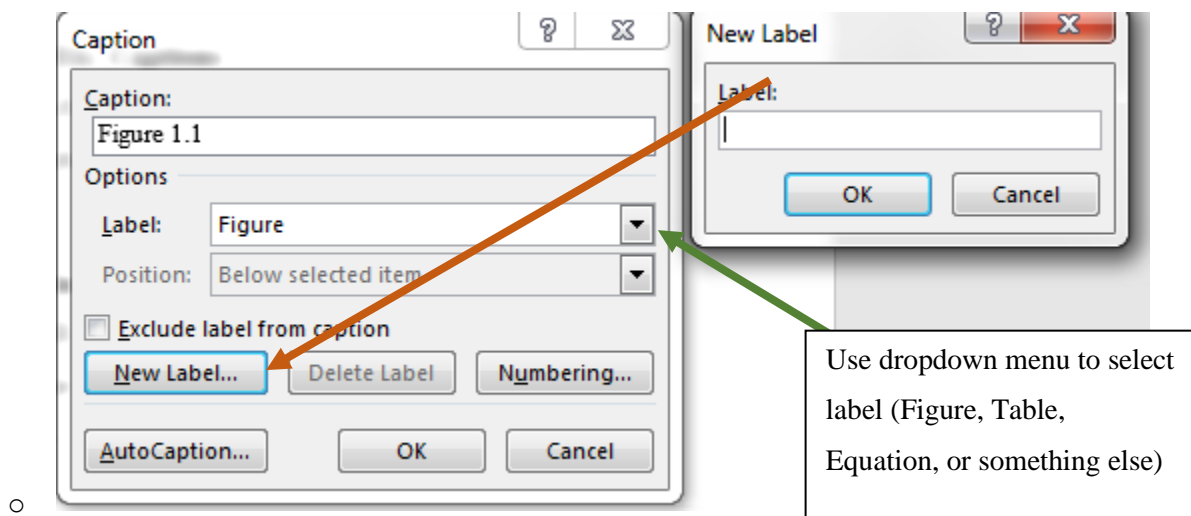 Caption
Caption:
Figure 1.1
Options
Label: Figure
Position: Below selected item
Exclude label from caption
New Label... Delete Label Numbering...
AutoCaption... OK Cancel
New Label
Label:
OK Cancel
Use dropdown menu to select
label (Figure, Table,
Equation, or something else)